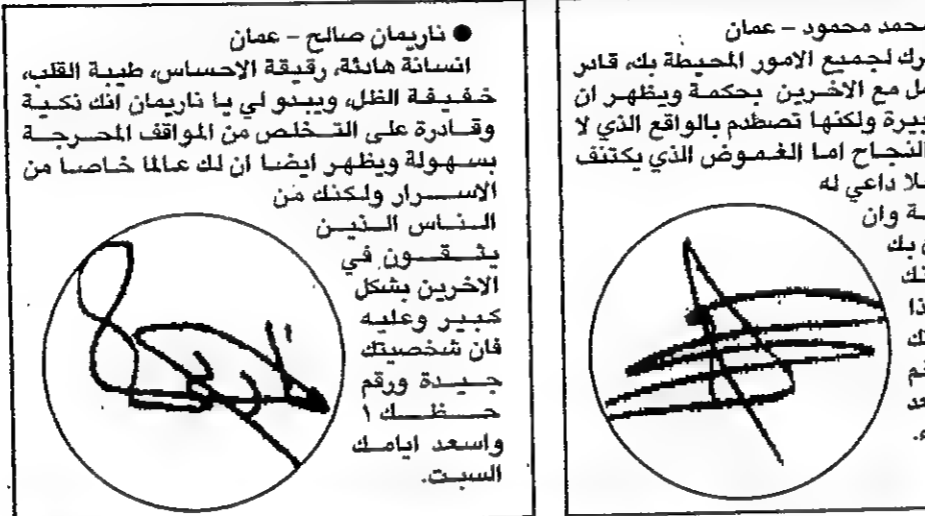 ● ناريمان صالح – عمان
انسانة هادئة، رقيقة الاحساس، طيبة القلب،
خفيفة الظل، ويبدو لي يا ناريمان انك ذكية
وقادرة على التخلص من المواقف المحرجة
بسهولة ويظهر ايضا ان لك عالما خاصا من
الاسرار ولكنك من
الناس الذين
يثقون في
الاخرين بشكل
كبير وعليه
فان شخصيتك
جيدة ورقم
حظك ١
واسعد ايامك
السبت.
محمد محمود – عمان
لجميع الامور المحيطة بك، قادر
مع الاخرين بحكمة ويظهر ان
ولكنها تصطدم بالواقع الذي لا
النجاح اما الغموض الذي يكتنف
داعي له
وان
بك